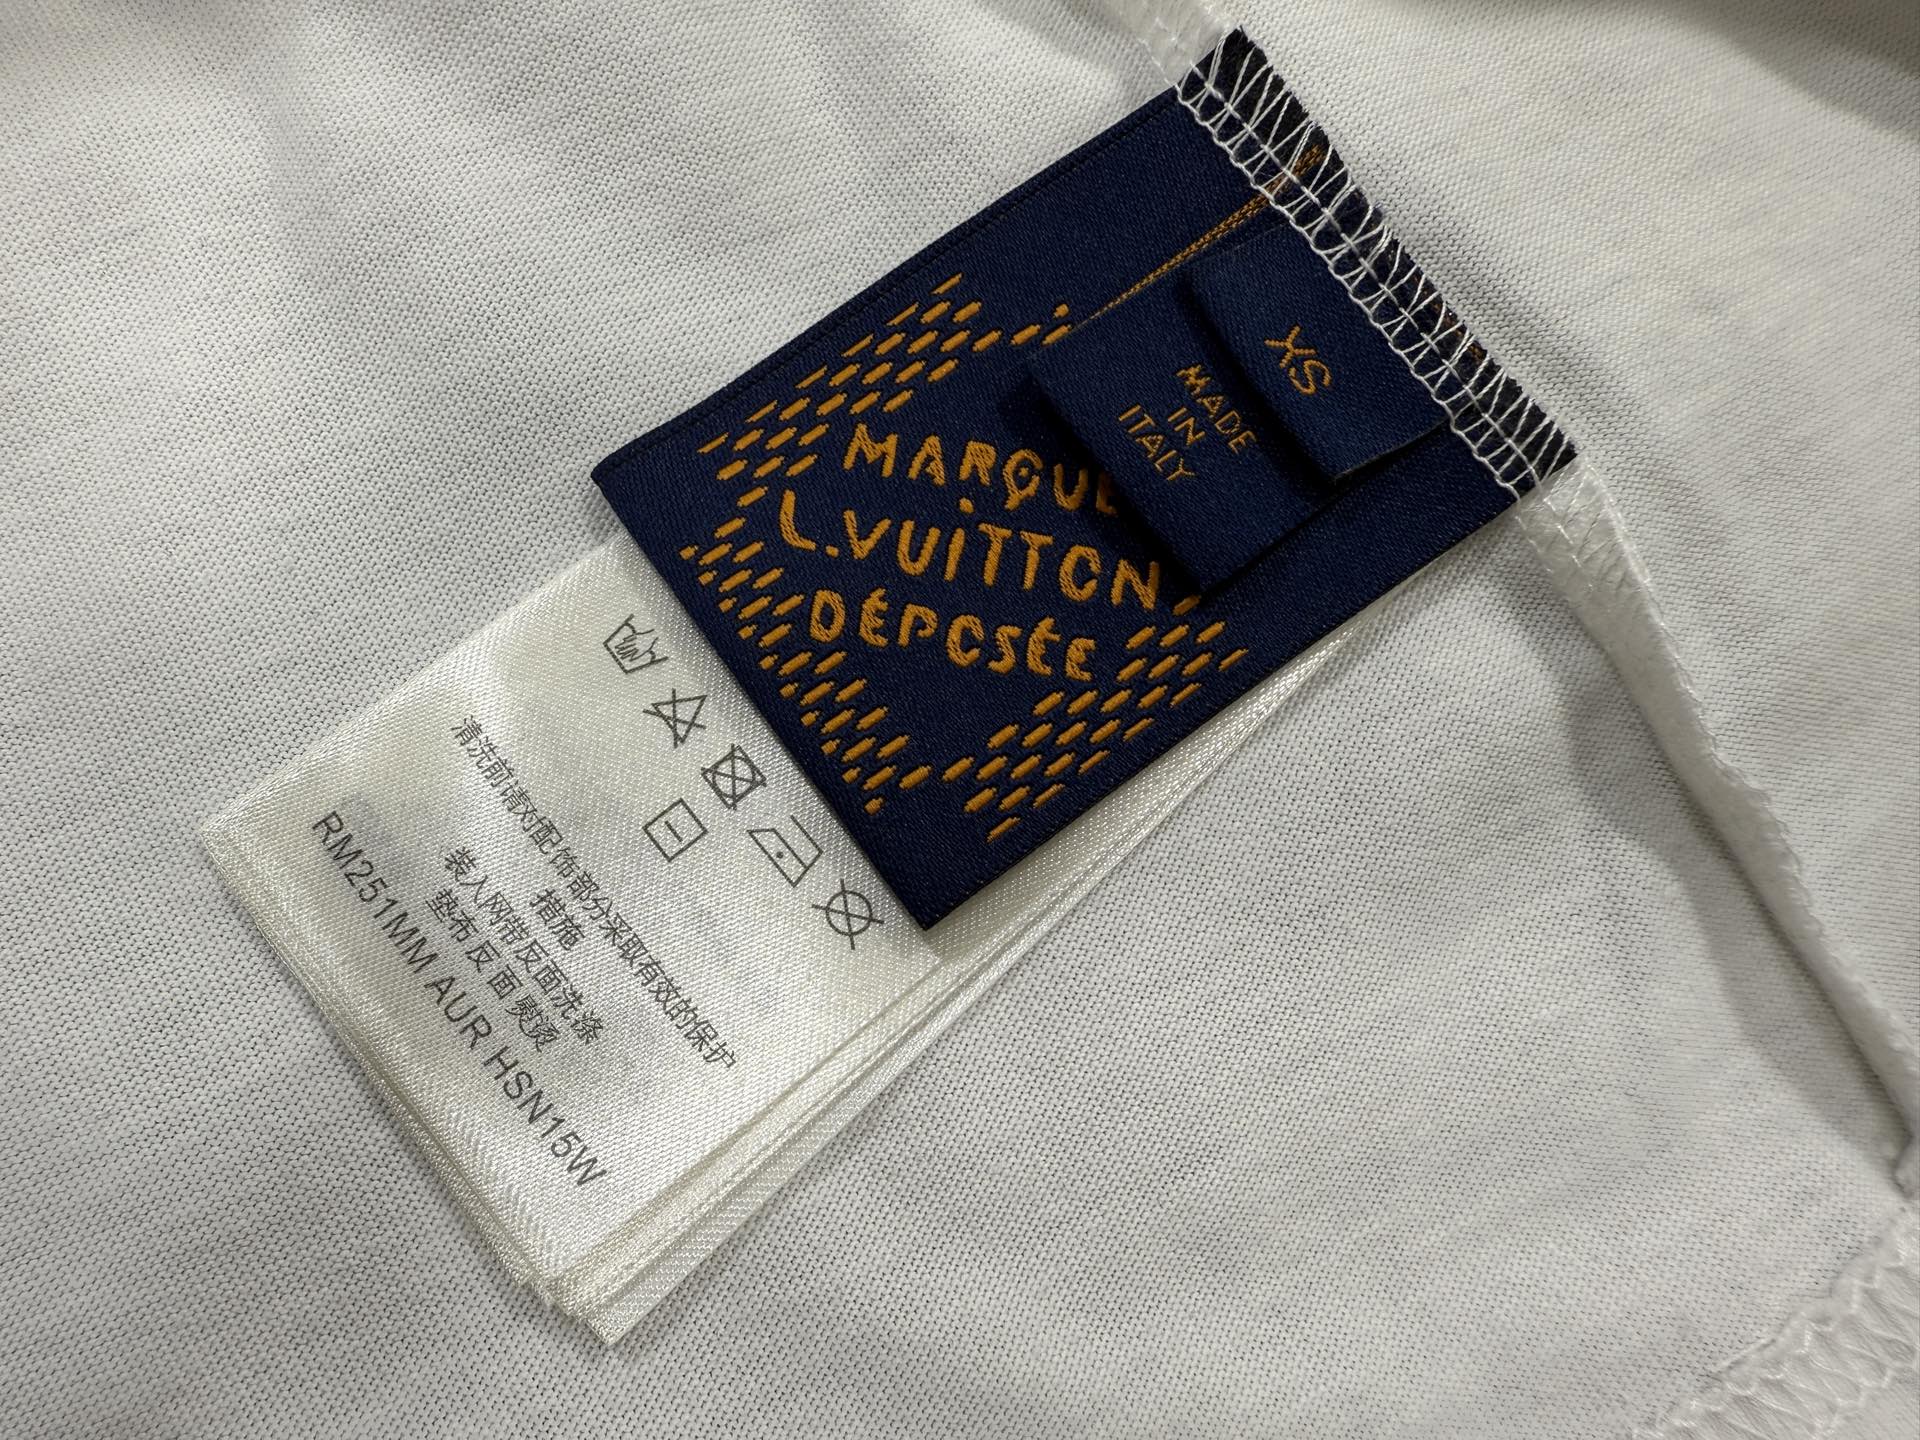 XS
MADE
IN
ITALY
MARQUE
L.VUiTTON
DÉPOSÉE
清洗前请对配饰部分采取有效的保护
措施
装入网带反面洗涤
垫布反面熨烫
RM251MM AUR HSN15W